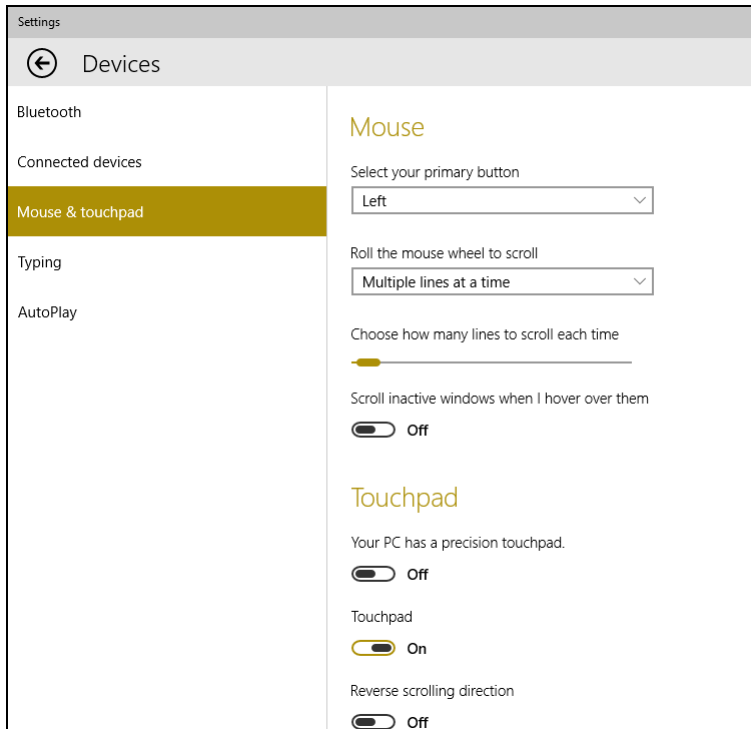 Settings
Devices
Bluetooth
Connected devices
Mouse & touchpad
Typing
AutoPlay
Mouse
Select your primary button
Left
Roll the mouse wheel to scroll
Multiple lines at a time
Choose how many lines to scroll each time
Scroll inactive windows when I hover over them
Off
Touchpad
Your PC has a precision touchpad.
Off
Touchpad
On
Reverse scrolling direction
Off